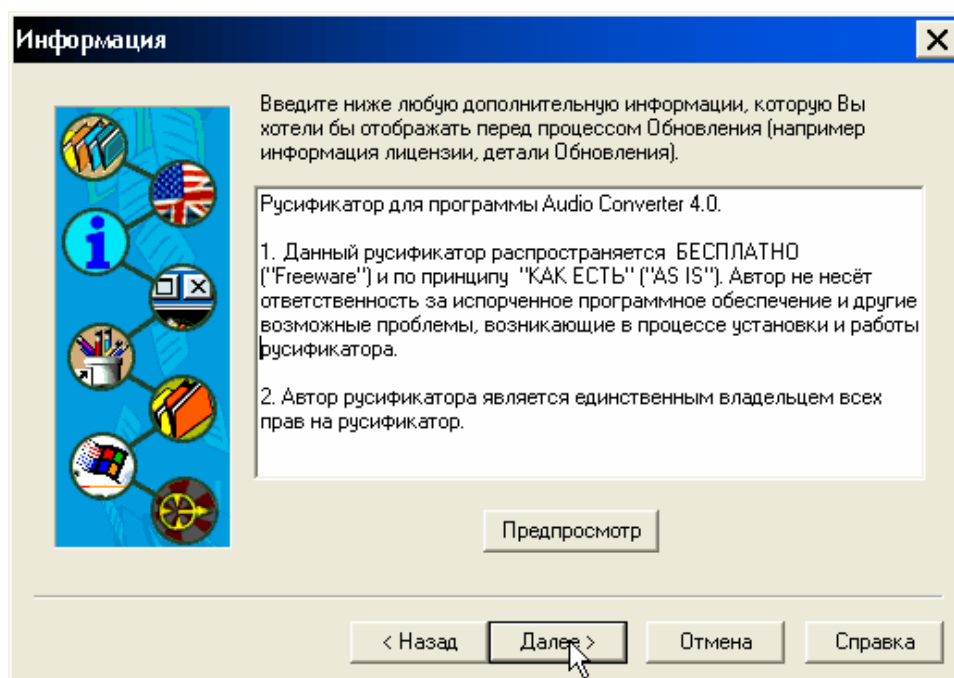 Информация
Введите ниже любую дополнительную информации, которую Вы
хотели бы отображать перед процессом Обновления (например
информация лицензии, детали Обновления).
Русификатор для программы Audio Converter 4.0.
1. Данный русификатор распространяется  БЕСПЛАТНО
("Freeware") и по принципу  "КАК ЕСТЬ" ("AS IS"). Автор не несёт
ответственность за испорченное программное обеспечение и другие
возможные проблемы, возникающие в процессе установки и работы
русификатора.
2. Автор русификатора является единственным владельцем всех
прав на русификатор.
Предпросмотр
< Назад
Далее >
Отмена
Справка